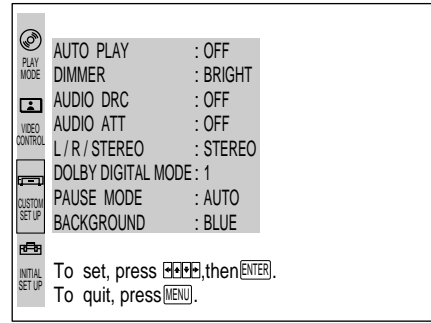 PLAY
MODE
VIDEO
CONTROL
CUSTOM
SET UP
INITIAL
SET UP
AUTO PLAY : OFF
DIMMER : BRIGHT
AUDIO DRC : OFF
AUDIO ATT : OFF
L / R / STEREO : STEREO
DOLBY DIGITAL MODE : 1
PAUSE MODE : AUTO
BACKGROUND : BLUE
To set, press ,then ENTER.
To quit, press MENU.